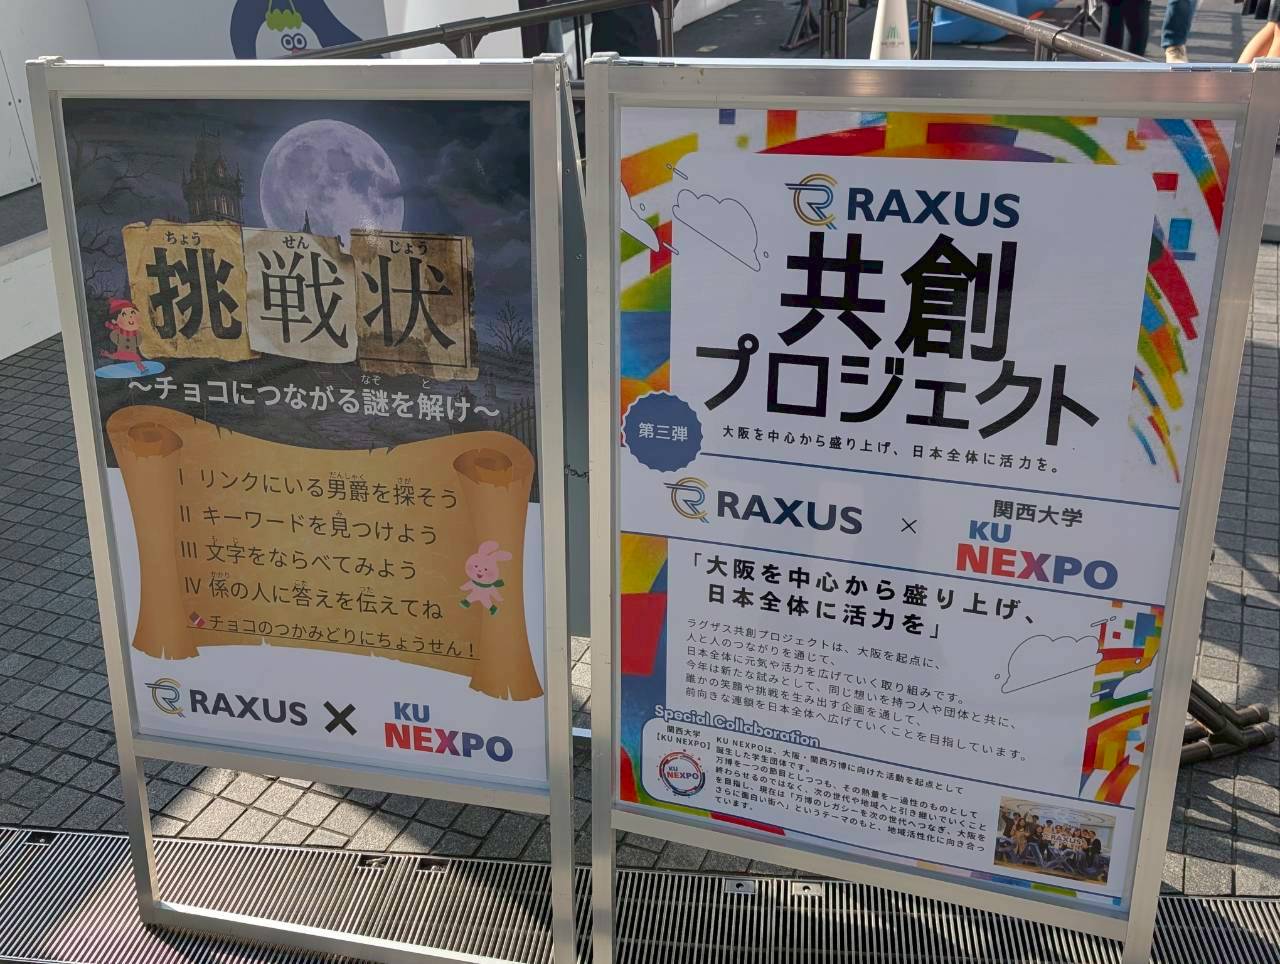 ちょう せん じょう
挑戦状
～チョコにつながる謎を解け～
なぞ と
I リンクにいる男爵を探そう
だんしゃく さが
II キーワードを見つけよう
み
III 文字をならべてみよう
もじ
IV 係の人に答えを伝えてね
かかり ひと こた つた
チョコのつかみどりにちょうせん！
RAXUS × KU NEXPO
RAXUS
共創
プロジェクト
第三弾
大阪を中心から盛り上げ、日本全体に活力を。
RAXUS × 関西大学
KU
NEXPO
「大阪を中心から盛り上げ、
日本全体に活力を」
ラグザス共創プロジェクトは、大阪を起点に、
人と人のつながりを通じて、
日本全体に元気や活力を広げていく取り組みです。
今年は新たな試みとして、同じ想いを持つ人や団体と共に、
誰かの笑顔や挑戦を生み出す企画を通して、
前向きな連鎖を日本全体へ広げていくことを目指しています。
Special Collaboration
関西大学
【KU NEXPO】
KU NEXPO
KU NEXPOは、大阪・関西万博に向けた活動を起点として
誕生した学生団体です。
万博を一つの節目としつつも、その熱量を一過性のものとして
終わらせるのではなく、次の世代や地域へと引き継いでいくこと
を目指し、現在は「万博のレガシーを次の世代へつなぎ、大阪を
さらに面白い街へ」というテーマのもと、地域活性化に向き合っ
ています。
RAXUS